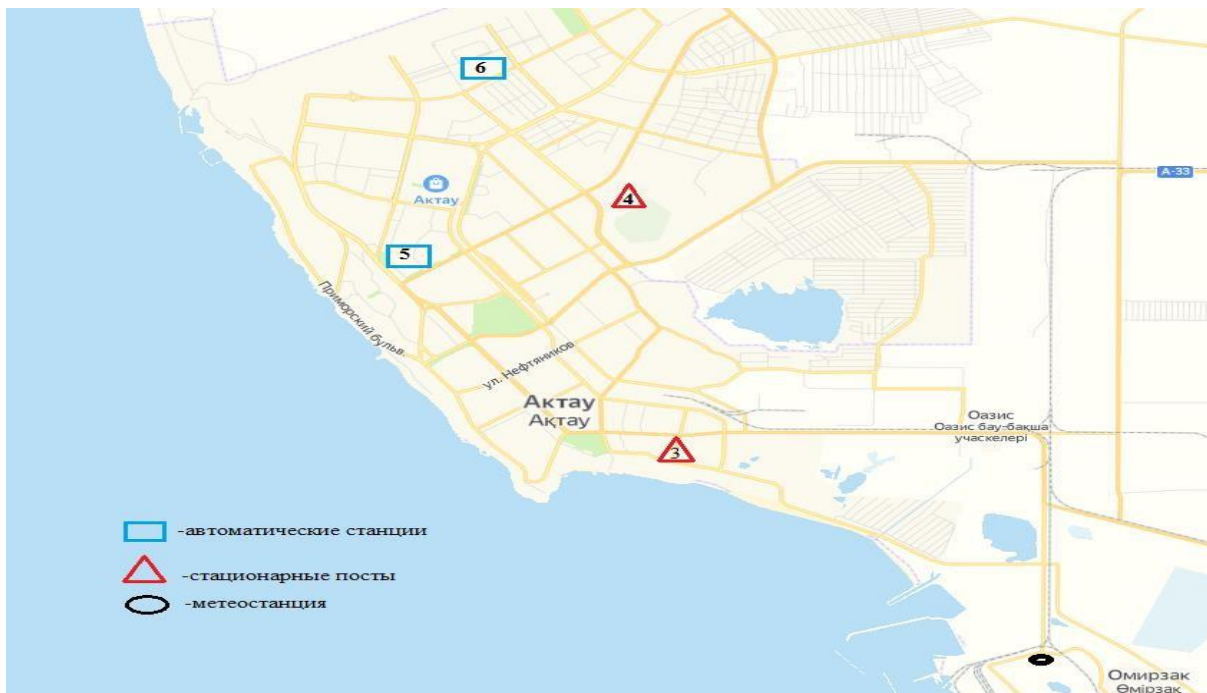 6
А-33
4
Актау
5
Приморский бульв.
ул. Нефтяников
Актау
Ақтау
Оазис
Оазис бау-бақша
учаскелері
3
-автоматические станции
-стационарные посты
-метеостанция
Омирзак
Өмірзақ